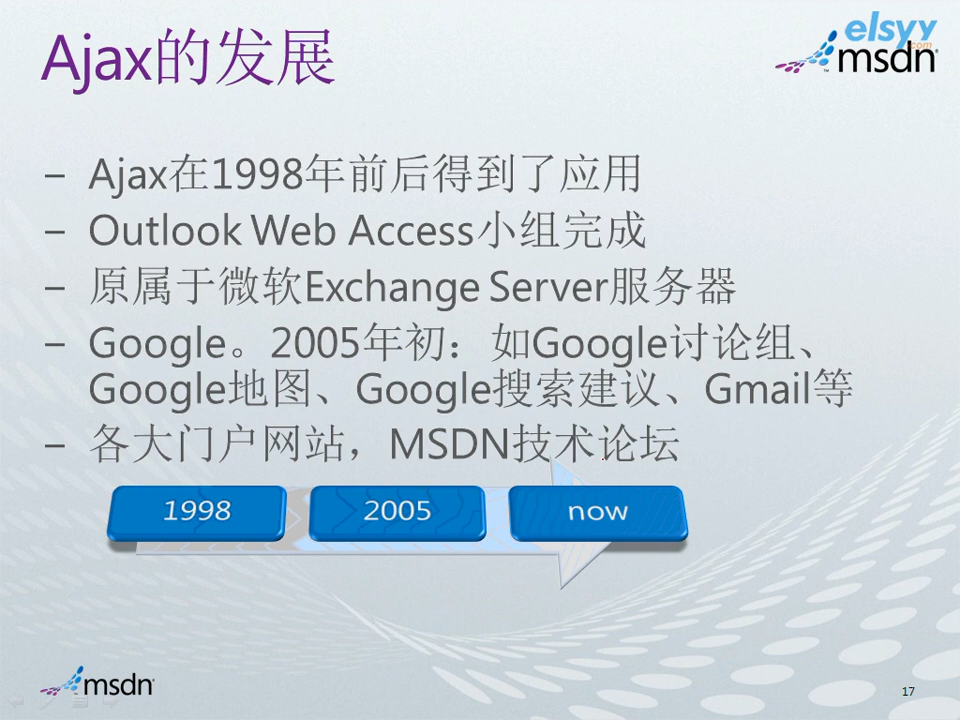 Ajax的发展
elsyy
.com
msdn
– Ajax在1998年前后得到了应用
– Outlook Web Access小组完成
– 原属于微软Exchange Server服务器
– Google。2005年初：如Google讨论组、
Google地图、Google搜索建议、Gmail等
– 各大门户网站，MSDN技术论坛
1998 2005 now
msdn
17